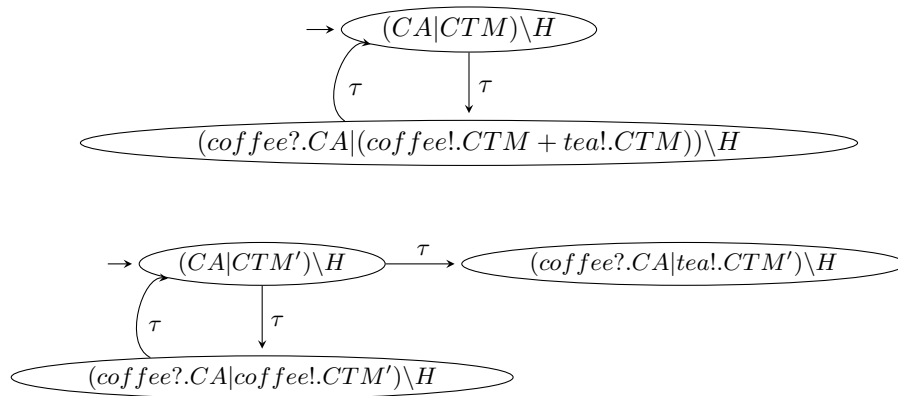 (CA|CTM)\H
τ τ
(coffee?.CA|(coffee!.CTM + tea!.CTM))\H
(CA|CTM′)\H τ (coffee?.CA|tea!.CTM′)\H
τ τ
(coffee?.CA|coffee!.CTM′)\H